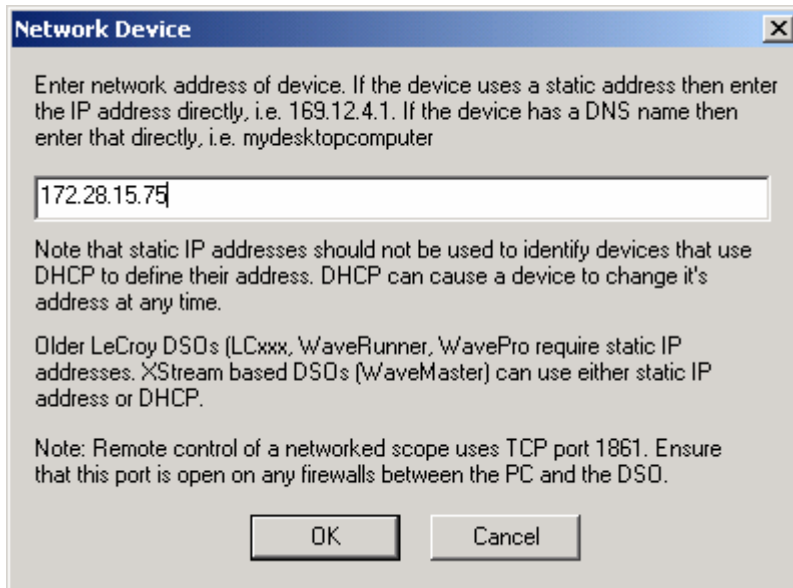 Network Device
Enter network address of device. If the device uses a static address then enter
the IP address directly, i.e. 169.12.4.1. If the device has a DNS name then
enter that directly, i.e. mydesktopcomputer
172.28.15.75
Note that static IP addresses should not be used to identify devices that use
DHCP to define their address. DHCP can cause a device to change it's
address at any time.
Older LeCroy DSOs (LCxxx, WaveRunner, WavePro require static IP
addresses. XStream based DSOs (WaveMaster) can use either static IP
address or DHCP.
Note: Remote control of a networked scope uses TCP port 1861. Ensure
that this port is open on any firewalls between the PC and the DSO.
OK Cancel